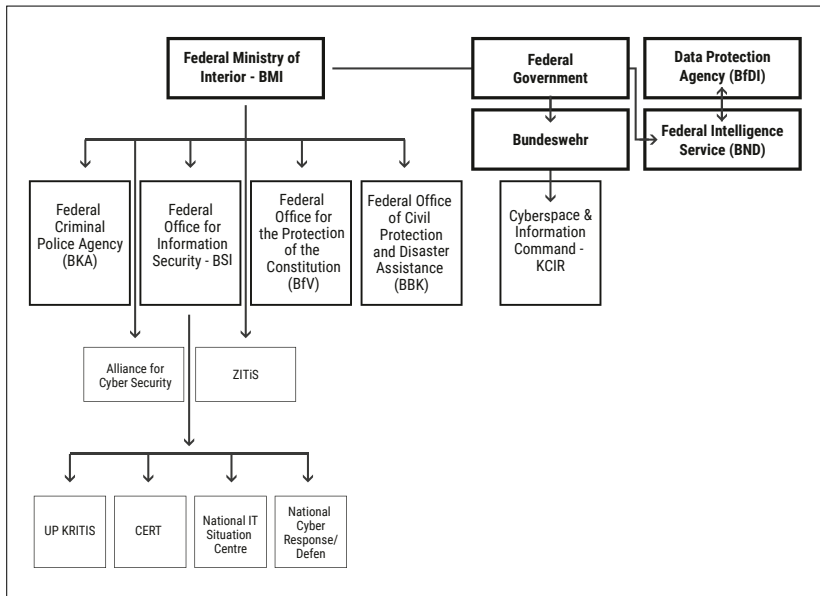 Federal Ministry of
Interior - BMI
Federal
Government
Data Protection
Agency (BfDI)
Bundeswehr
Federal Intelligence
Service (BND)
Federal
Criminal
Police Agency
(BKA)
Federal
Office for
Information
Security - BSI
Federal
Office for
the Protection
of the
Constitution
(BfV)
Federal Office
of Civil
Protection
and Disaster
Assistance
(BBK)
Cyberspace &
Information
Command -
KCIR
Alliance for
Cyber Security
ZITiS
UP KRITIS
CERT
National IT
Situation
Centre
National
Cyber
Response/
Defen